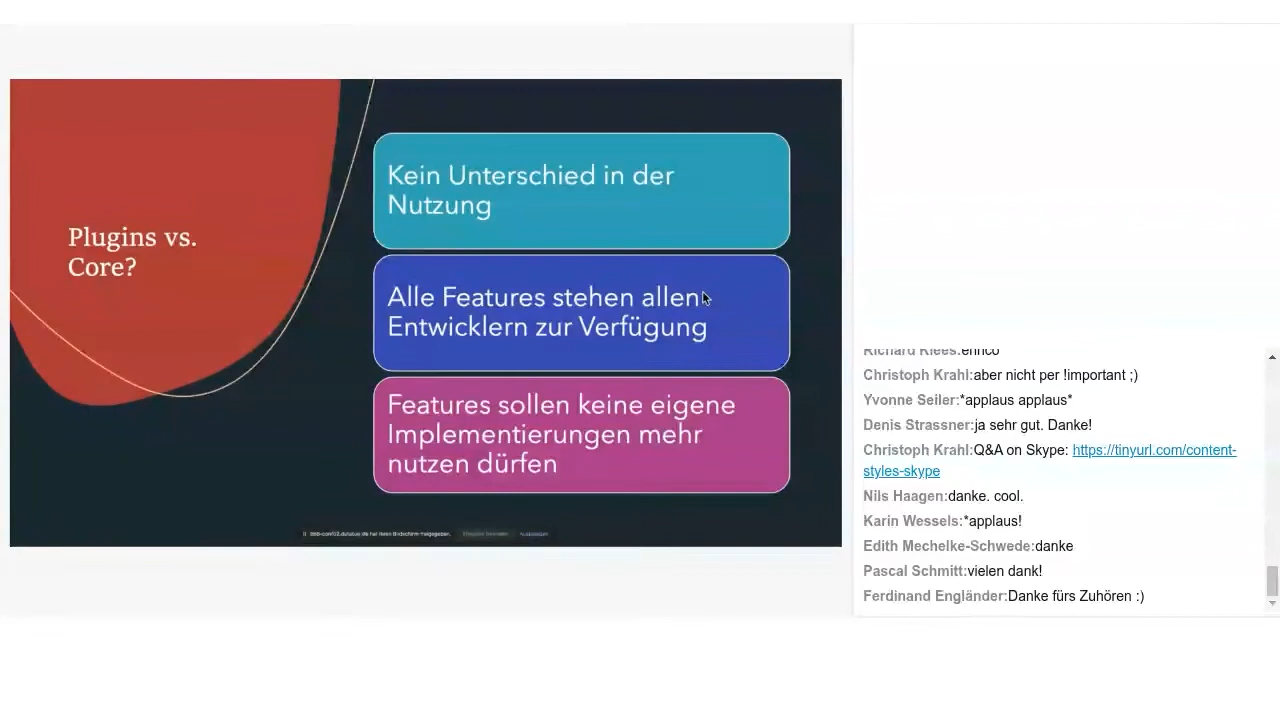 Plugins vs.
Core?
Kein Unterschied in der
Nutzung
Alle Features stehen allen
Entwicklern zur Verfügung
Features sollen keine eigene
Implementierungen mehr
nutzen dürfen
Richard Klees:enrico
Christoph Krahl:aber nicht per !important ;)
Yvonne Seiler:*applaus applaus*
Denis Strassner:ja sehr gut. Danke!
Christoph Krahl:Q&A on Skype: https://tinyurl.com/content-
styles-skype
Nils Haagen:danke. cool.
Karin Wessels:*applaus!
Edith Mechelke-Schwede:danke
Pascal Schmitt:vielen dank!
Ferdinand Engländer:Danke fürs Zuhören :)